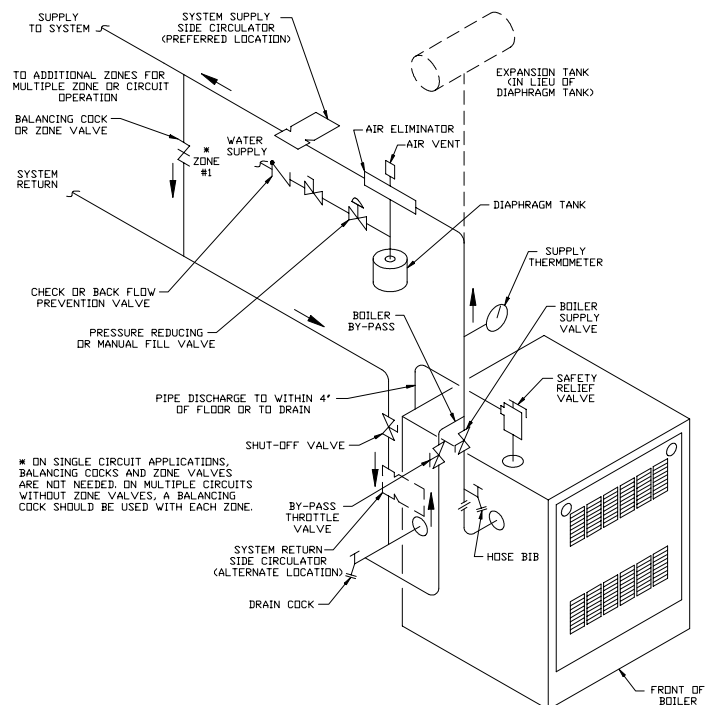 SUPPLY
TO SYSTEM
SYSTEM SUPPLY
SIDE CIRCULATOR
(PREFERRED LOCATION)
EXPANSION TANK
(IN LIEU OF
DIAPHRAGM TANK)
TO ADDITIONAL ZONES FOR
MULTIPLE ZONE OR CIRCUIT
OPERATION
BALANCING COCK
OR ZONE VALVE
*
ZONE
#1
WATER
SUPPLY
AIR ELIMINATOR
AIR VENT
SYSTEM
RETURN
DIAPHRAGM TANK
SUPPLY
THERMOMETER
CHECK OR BACK FLOW
PREVENTION VALVE
BOILER
BY-PASS
BOILER
SUPPLY
VALVE
PRESSURE REDUCING
OR MANUAL FILL VALVE
SAFETY
RELIEF
VALVE
PIPE DISCHARGE TO WITHIN 4"
OF FLOOR OR TO DRAIN
SHUT-OFF VALVE
* ON SINGLE CIRCUIT APPLICATIONS,
BALANCING COCKS AND ZONE VALVES
ARE NOT NEEDED. ON MULTIPLE CIRCUITS
WITHOUT ZONE VALVES, A BALANCING
COCK SHOULD BE USED WITH EACH ZONE.
BY-PASS
THROTTLE
VALVE
SYSTEM RETURN
SIDE CIRCULATOR
(ALTERNATE LOCATION)
HOSE BIB
DRAIN COCK
FRONT OF
BOILER